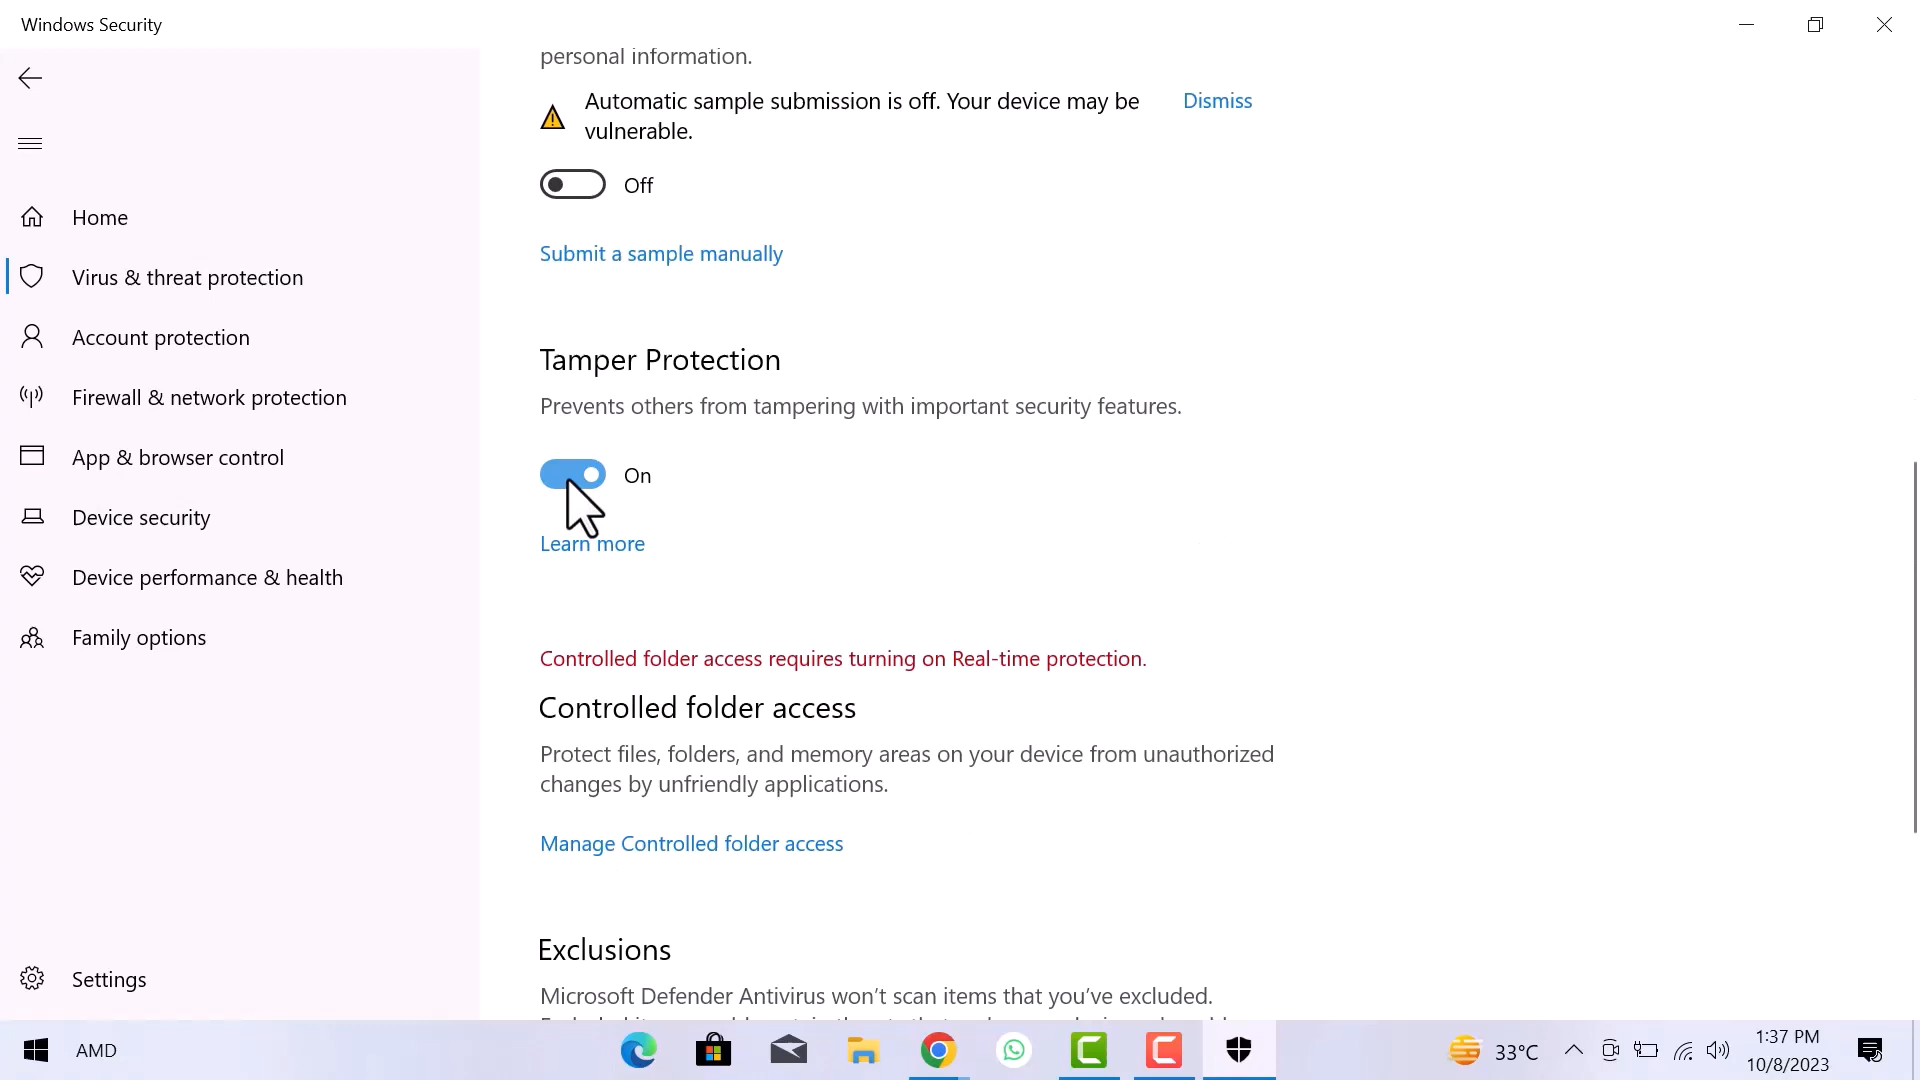 Windows Security
personal information.
Automatic sample submission is off. Your device may be
vulnerable.
Dismiss
Off
Submit a sample manually
Home
Virus & threat protection
Account protection
Firewall & network protection
App & browser control
Device security
Device performance & health
Family options
Settings
Tamper Protection
Prevents others from tampering with important security features.
On
Learn more
Controlled folder access requires turning on Real-time protection.
Controlled folder access
Protect files, folders, and memory areas on your device from unauthorized
changes by unfriendly applications.
Manage Controlled folder access
Exclusions
Microsoft Defender Antivirus won't scan items that you've excluded.
AMD
33°C
1:37 PM
10/8/2023